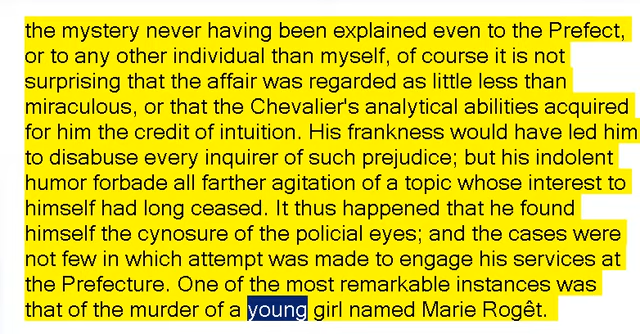 the mystery never having been explained even to the Prefect,
or to any other individual than myself, of course it is not
surprising that the affair was regarded as little less than
miraculous, or that the Chevalier's analytical abilities acquired
for him the credit of intuition. His frankness would have led him
to disabuse every inquirer of such prejudice; but his indolent
humor forbade all farther agitation of a topic whose interest to
himself had long ceased. It thus happened that he found
himself the cynosure of the policial eyes; and the cases were
not few in which attempt was made to engage his services at
the Prefecture. One of the most remarkable instances was
that of the murder of a young girl named Marie Rogêt.